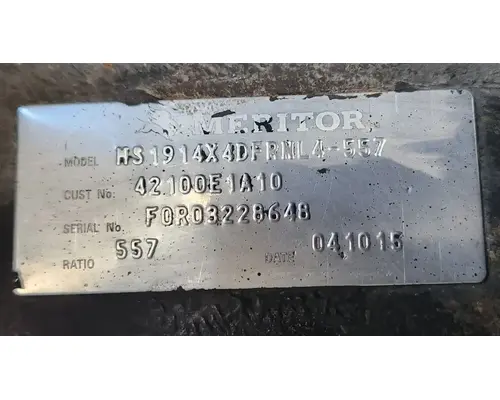 MERITOR
MODEL MS1914X4DFRNL4-557
CUST No. 42100E1A10
SERIAL No. FOR03228648
RATIO 557 DATE 041015